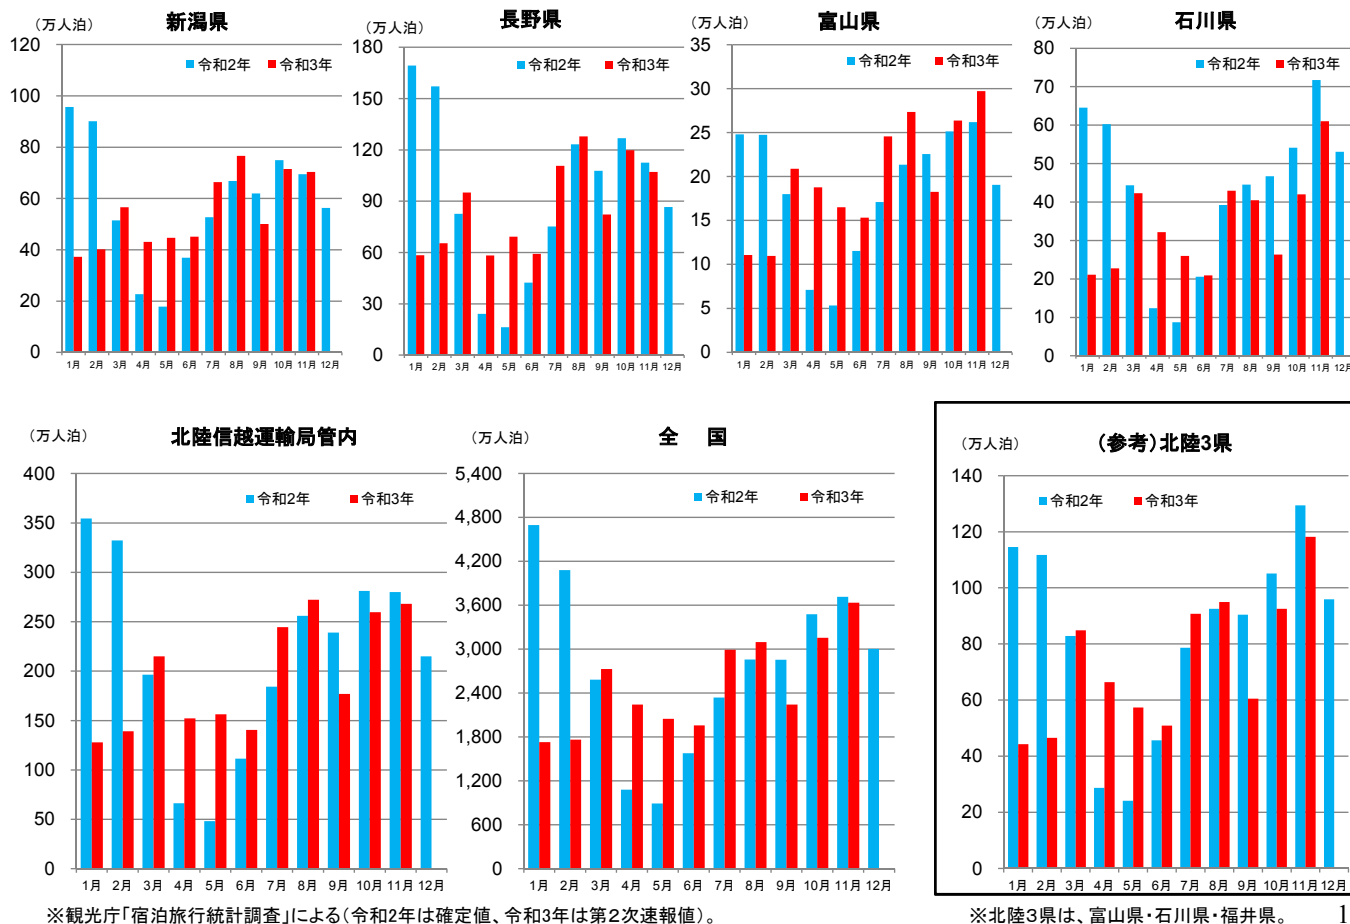 (万人泊) 新潟県
120
100
80
60
40
20
0
令和2年 令和3年
1月 2月 3月 4月 5月 6月 7月 8月 9月 10月 11月 12月
(万人泊) 長野県
180
150
120
90
60
30
0
令和2年 令和3年
1月 2月 3月 4月 5月 6月 7月 8月 9月 10月 11月 12月
(万人泊) 富山県
35
30
25
20
15
10
5
0
令和2年 令和3年
1月 2月 3月 4月 5月 6月 7月 8月 9月 10月 11月 12月
(万人泊) 石川県
80
70
60
50
40
30
20
10
0
令和2年 令和3年
1月 2月 3月 4月 5月 6月 7月 8月 9月 10月 11月 12月
(万人泊) 北陸信越運輸局管内
400
350
300
250
200
150
100
50
0
令和2年 令和3年
1月 2月 3月 4月 5月 6月 7月 8月 9月 10月 11月 12月
(万人泊) 全 国
5,400
4,800
4,200
3,600
3,000
2,400
1,800
1,200
600
0
令和2年 令和3年
1月 2月 3月 4月 5月 6月 7月 8月 9月 10月 11月 12月
(万人泊) (参考)北陸3県
140
120
100
80
60
40
20
0
令和2年 令和3年
1月 2月 3月 4月 5月 6月 7月 8月 9月 10月 11月 12月
※観光庁「宿泊旅行統計調査」による(令和2年は確定値、令和3年は第2次速報値)。
※北陸3県は、富山県・石川県・福井県。 1